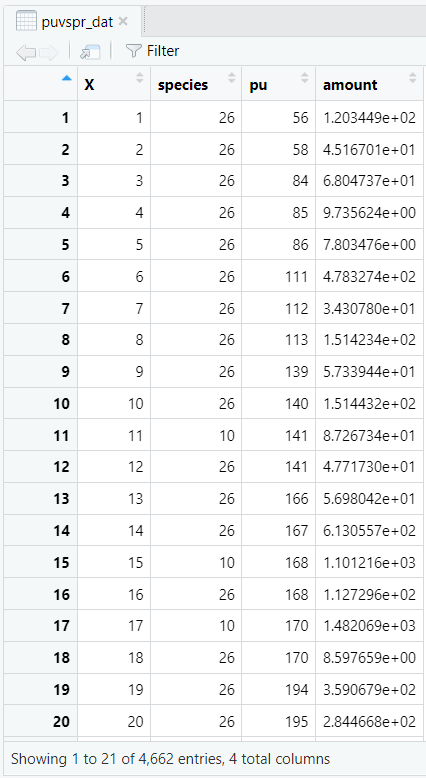 puvspr_dat
Filter
X species pu amount
1 1 26 56 1.203449e+02
2 2 26 58 4.516701e+01
3 3 26 84 6.804737e+01
4 4 26 85 9.735624e+00
5 5 26 86 7.803476e+00
6 6 26 111 4.783274e+02
7 7 26 112 3.430780e+01
8 8 26 113 1.514234e+02
9 9 26 139 5.733944e+01
10 10 26 140 1.514432e+02
11 11 10 141 8.726734e+01
12 12 26 141 4.771730e+01
13 13 26 166 5.698042e+01
14 14 26 167 6.130557e+02
15 15 10 168 1.101216e+03
16 16 26 168 1.127296e+02
17 17 10 170 1.482069e+03
18 18 26 170 8.597659e+00
19 19 26 194 3.590679e+02
20 20 26 195 2.844668e+02
Showing 1 to 21 of 4,662 entries, 4 total columns